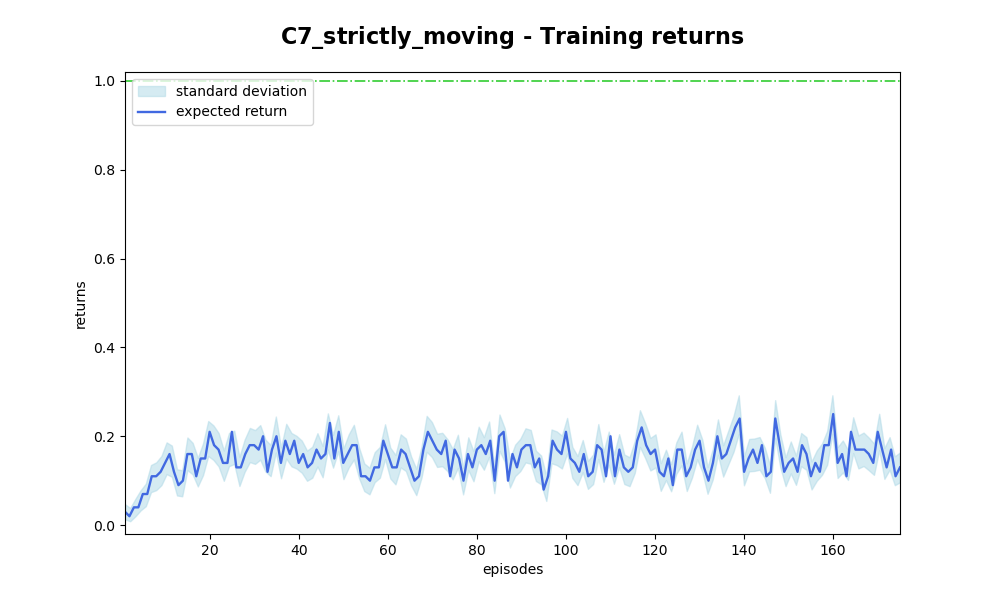 C7_strictly_moving - Training returns
1.0
standard deviation
expected return
0.8
0.6
returns
0.4
0.2
0.0
20 40 60 80 100 120 140 160
episodes